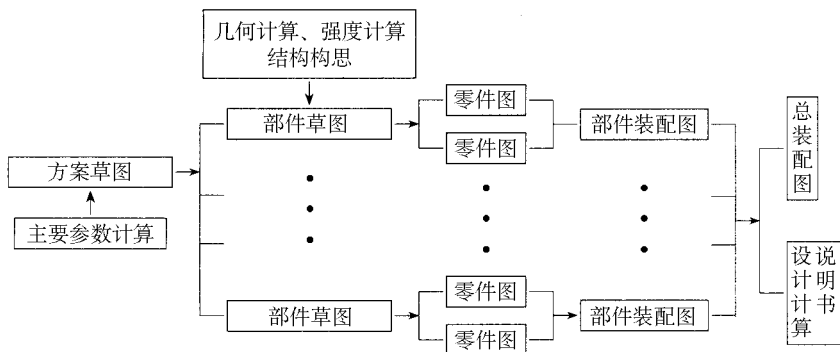 几何计算、强度计算
结构构思
零件图
部件草图
部件装配图
零件图
总装配图
方案草图
主要参数计算
设计计算
说明书
零件图
部件草图
部件装配图
零件图